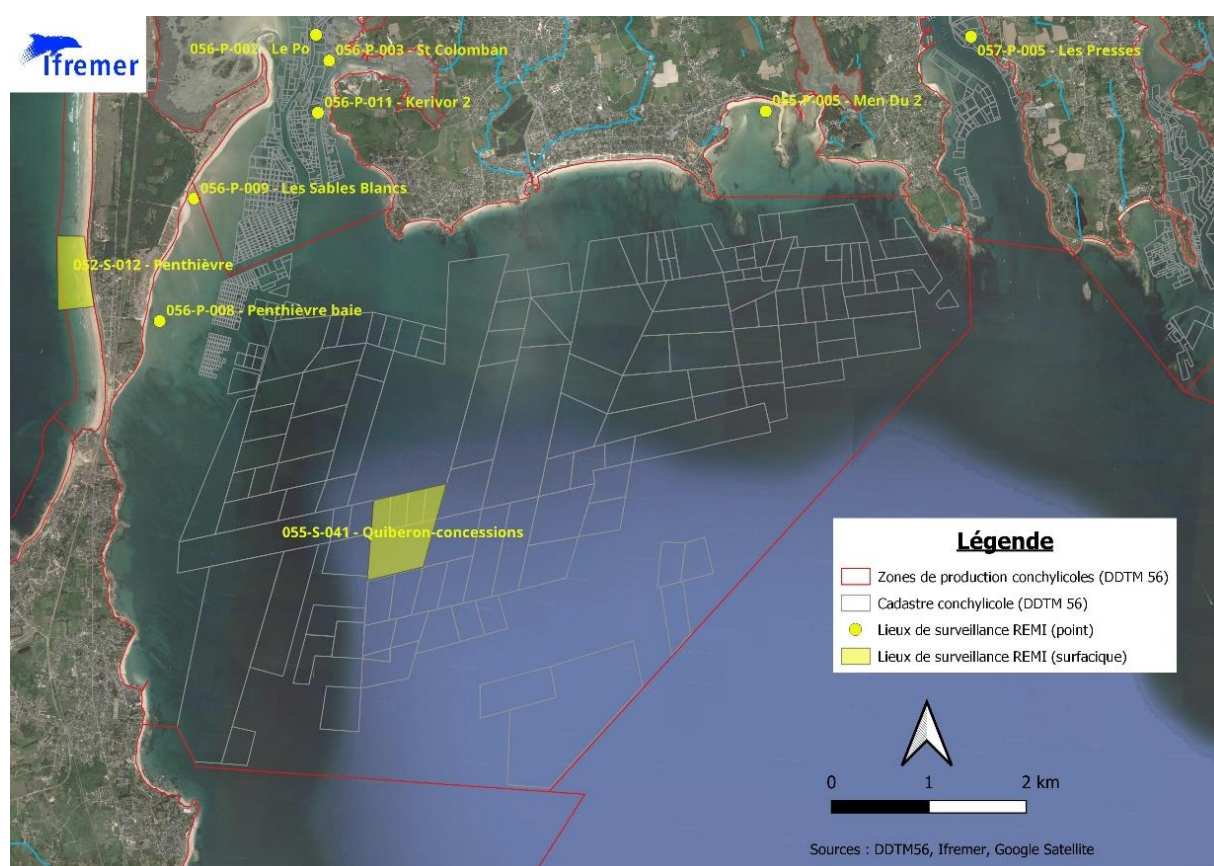 Ifremer
056-P-002 - Le Po
056-P-003 - St Colomban
057-P-005 - Les Presses
056-P-011 - Kerivor 2
055-P-005 - Men Du 2
056-P-009 - Les Sables Blancs
052-S-012 - Penthièvre
056-P-008 - Penthièvre baie
055-S-041 - Quiberon-concessions
Légende
Zones de production conchylicoles (DDTM 56)
Cadastre conchylicole (DDTM 56)
Lieux de surveillance REMI (point)
Lieux de surveillance REMI (surfacique)
0 1 2 km
Sources : DDTM56, Ifremer, Google Satellite